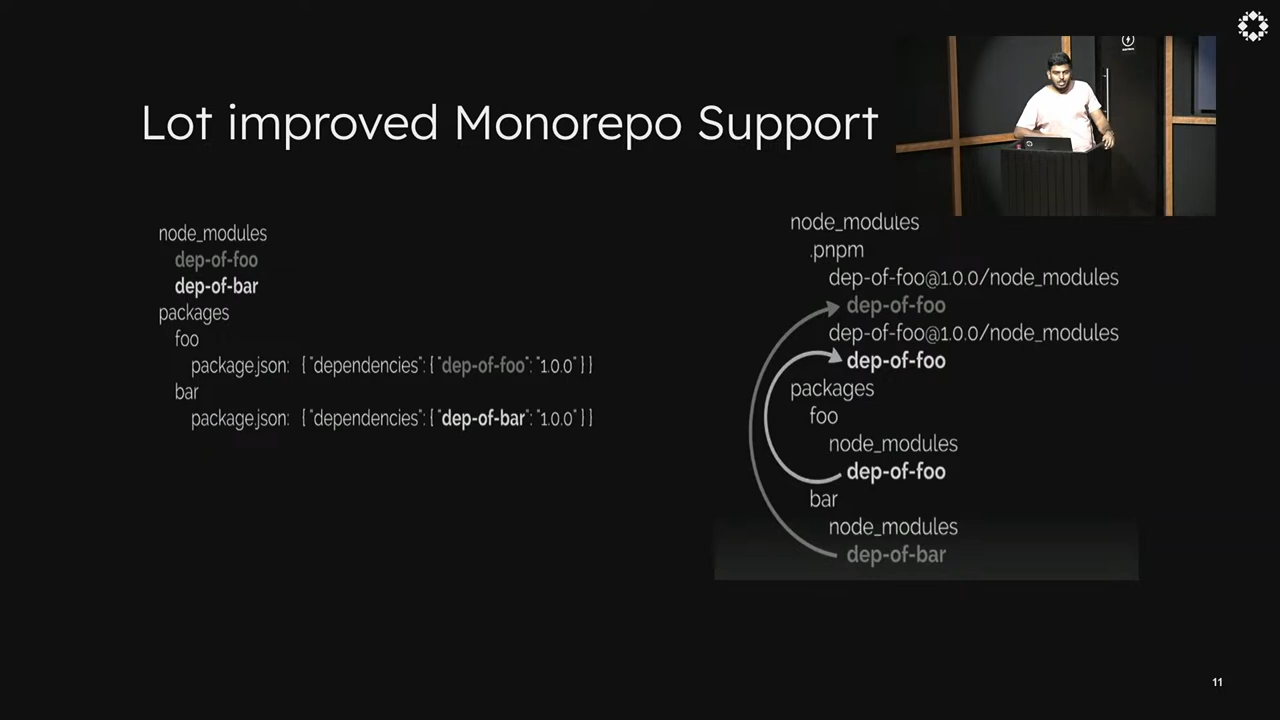 Lot improved Monorepo Support
node_modules
dep-of-foo
dep-of-bar
packages
foo
package.json: { "dependencies": { "dep-of-foo": "1.0.0" } }
bar
package.json: { "dependencies": { "dep-of-bar": "1.0.0" } }
node_modules
.pnpm
dep-of-foo@1.0.0/node_modules
dep-of-foo
dep-of-foo@1.0.0/node_modules
dep-of-foo
packages
foo
node_modules
dep-of-foo
bar
node_modules
dep-of-bar
11